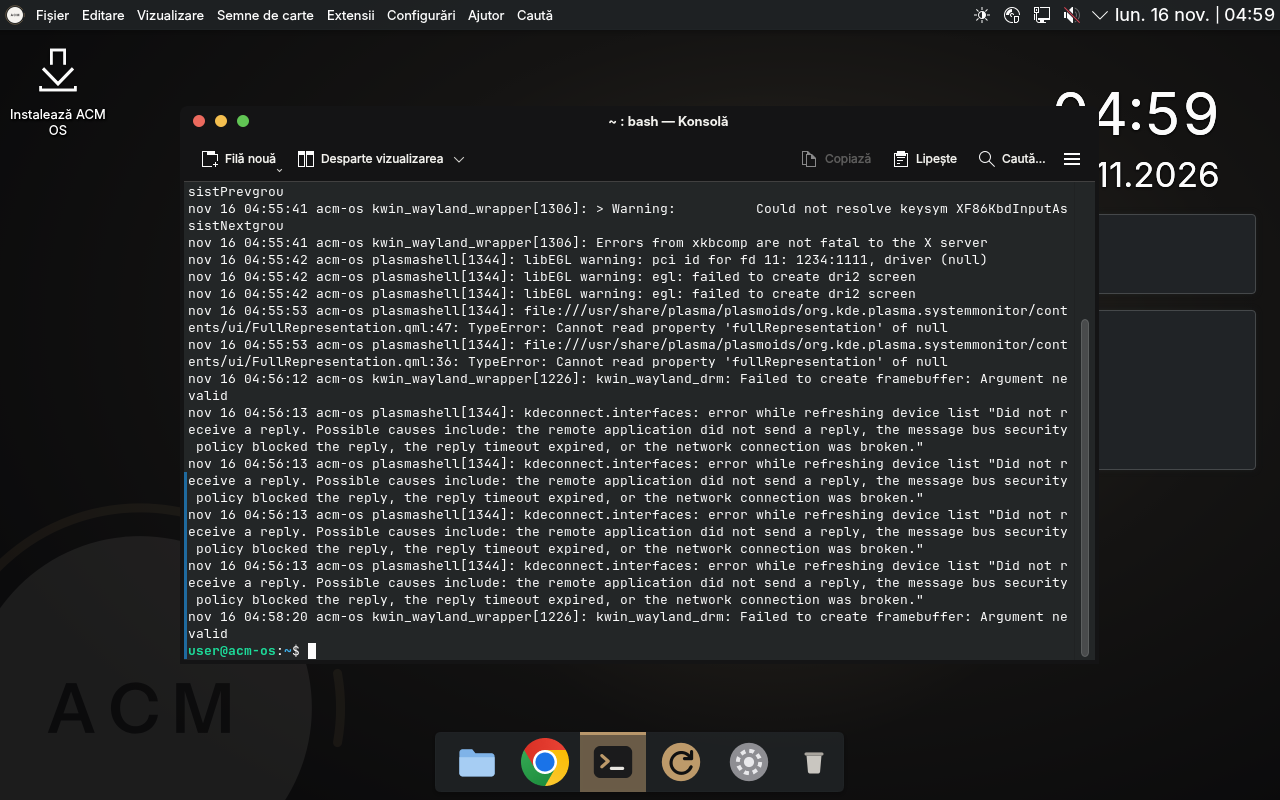 Fișier Editare Vizualizare Semne de carte Extensii Configurări Ajutor Caută
lun. 16 nov. | 04:59
Instalează ACM
OS
4:59
11.2026
~ : bash — Konsolă
Filă nouă Desparte vizualizarea Copiază Lipește Caută...
sistPrevgrou
nov 16 04:55:41 acm-os kwin_wayland_wrapper[1306]: > Warning:          Could not resolve keysym XF86KbdInputAs
sistNextgrou
nov 16 04:55:41 acm-os kwin_wayland_wrapper[1306]: Errors from xkbcomp are not fatal to the X server
nov 16 04:55:42 acm-os plasmashell[1344]: libEGL warning: pci id for fd 11: 1234:1111, driver (null)
nov 16 04:55:42 acm-os plasmashell[1344]: libEGL warning: egl: failed to create dri2 screen
nov 16 04:55:42 acm-os plasmashell[1344]: libEGL warning: egl: failed to create dri2 screen
nov 16 04:55:53 acm-os plasmashell[1344]: file:///usr/share/plasma/plasmoids/org.kde.plasma.systemmonitor/cont
ents/ui/FullRepresentation.qml:47: TypeError: Cannot read property 'fullRepresentation' of null
nov 16 04:55:53 acm-os plasmashell[1344]: file:///usr/share/plasma/plasmoids/org.kde.plasma.systemmonitor/cont
ents/ui/FullRepresentation.qml:36: TypeError: Cannot read property 'fullRepresentation' of null
nov 16 04:56:12 acm-os kwin_wayland_wrapper[1226]: kwin_wayland_drm: Failed to create framebuffer: Argument ne
valid
nov 16 04:56:13 acm-os plasmashell[1344]: kdeconnect.interfaces: error while refreshing device list "Did not r
eceive a reply. Possible causes include: the remote application did not send a reply, the message bus security
 policy blocked the reply, the reply timeout expired, or the network connection was broken."
nov 16 04:56:13 acm-os plasmashell[1344]: kdeconnect.interfaces: error while refreshing device list "Did not r
eceive a reply. Possible causes include: the remote application did not send a reply, the message bus security
 policy blocked the reply, the reply timeout expired, or the network connection was broken."
nov 16 04:56:13 acm-os plasmashell[1344]: kdeconnect.interfaces: error while refreshing device list "Did not r
eceive a reply. Possible causes include: the remote application did not send a reply, the message bus security
 policy blocked the reply, the reply timeout expired, or the network connection was broken."
nov 16 04:56:13 acm-os plasmashell[1344]: kdeconnect.interfaces: error while refreshing device list "Did not r
eceive a reply. Possible causes include: the remote application did not send a reply, the message bus security
 policy blocked the reply, the reply timeout expired, or the network connection was broken."
nov 16 04:58:20 acm-os kwin_wayland_wrapper[1226]: kwin_wayland_drm: Failed to create framebuffer: Argument ne
valid
user@acm-os:~$
ACM